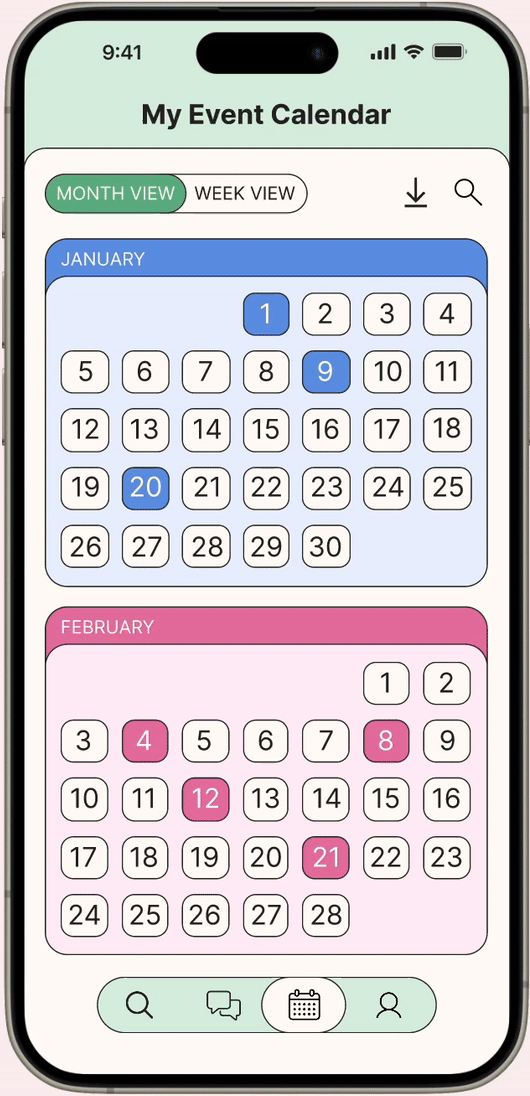 9:41
My Event Calendar
MONTH VIEW WEEK VIEW
JANUARY
1 2 3 4
5 6 7 8 9 10 11
12 13 14 15 16 17 18
19 20 21 22 23 24 25
26 27 28 29 30
FEBRUARY
1 2
3 4 5 6 7 8 9
10 11 12 13 14 15 16
17 18 19 20 21 22 23
24 25 26 27 28